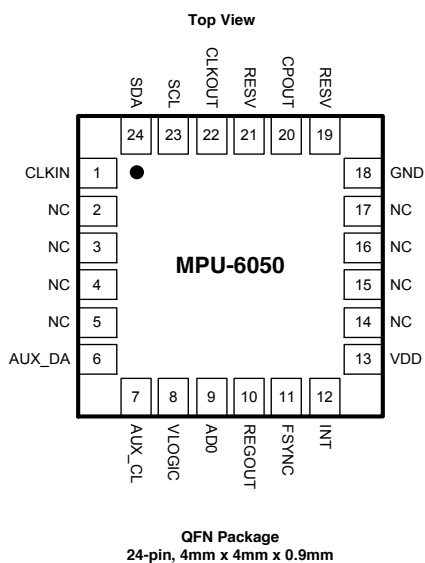 Top View
SDA
SCL
CLKOUT
RESV
CPOUT
RESV
24 23 22 21 20 19
CLKIN 1 18 GND
NC 2 17 NC
NC 3 16 NC
MPU-6050
NC 4 15 NC
NC 5 14 NC
AUX_DA 6 13 VDD
7 8 9 10 11 12
AUX_CL
VLOGIC
AD0
REGOUT
FSYNC
INT
QFN Package
24-pin, 4mm x 4mm x 0.9mm